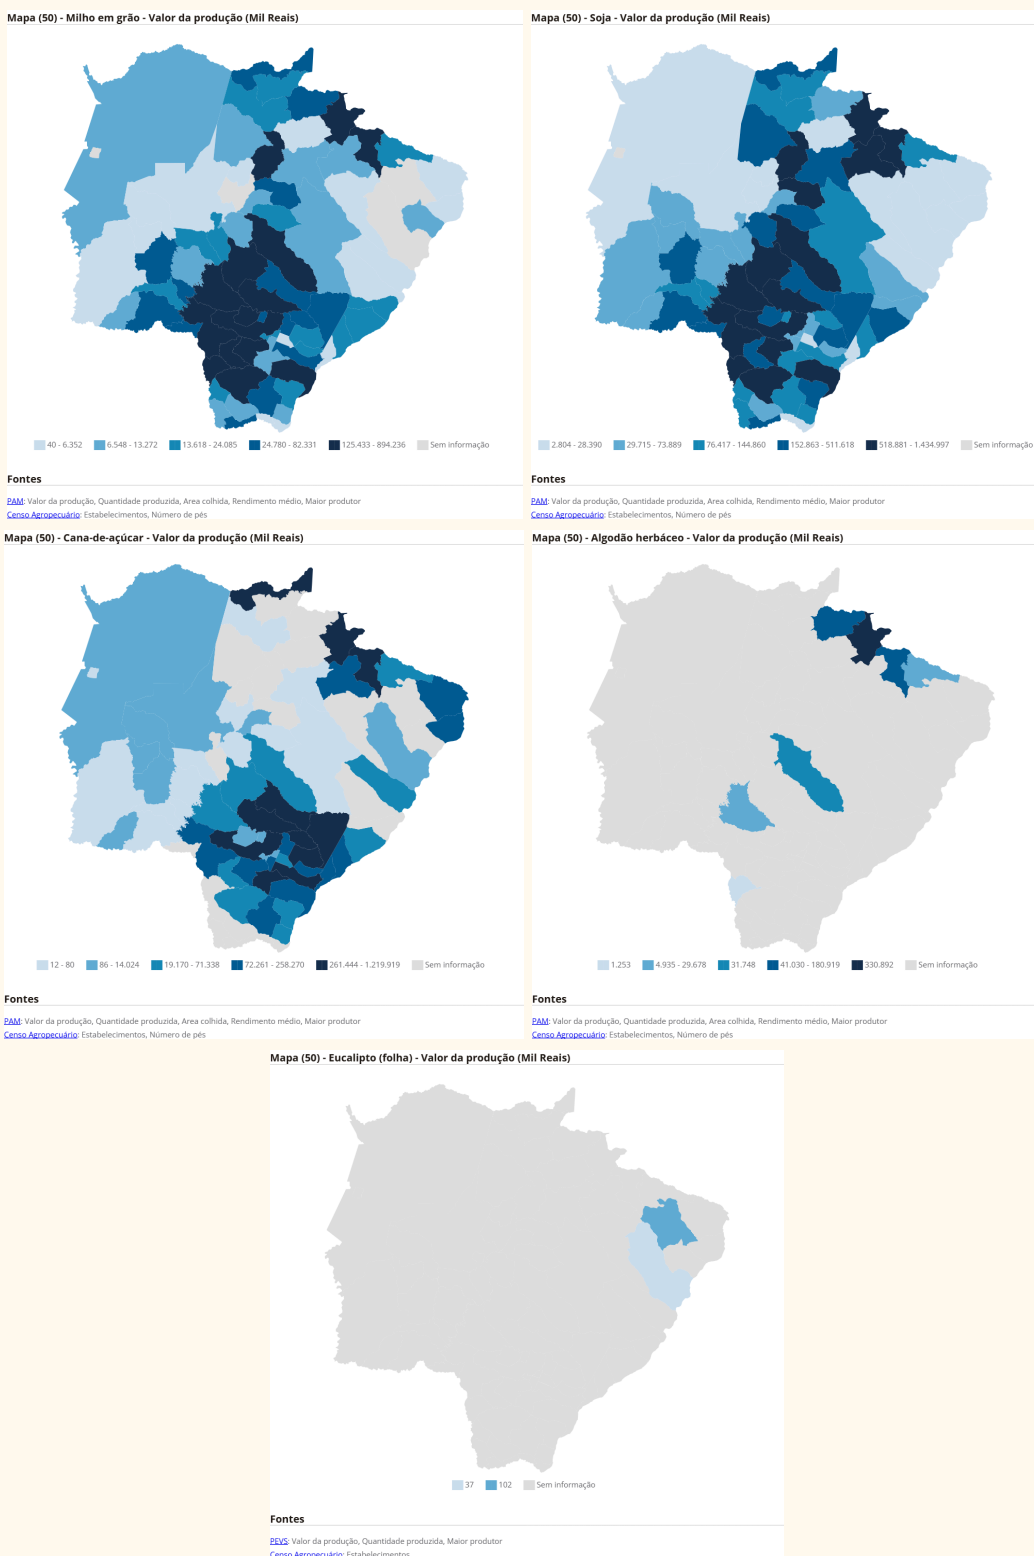 Mapa (50) - Milho em grão - Valor da produção (Mil Reais)
40 - 6.352 6.548 - 13.272 13.618 - 24.085 24.780 - 82.331 125.433 - 894.236 Sem informação
Fontes
PAM: Valor da produção, Quantidade produzida, Area colhida, Rendimento médio, Maior produtor
Censo Agropecuário: Estabelecimentos, Número de pés
Mapa (50) - Soja - Valor da produção (Mil Reais)
2.804 - 28.390 29.715 - 73.889 76.417 - 144.860 152.863 - 511.618 518.881 - 1.434.997 Sem informação
Fontes
PAM: Valor da produção, Quantidade produzida, Area colhida, Rendimento médio, Maior produtor
Censo Agropecuário: Estabelecimentos, Número de pés
Mapa (50) - Cana-de-açúcar - Valor da produção (Mil Reais)
12 - 80 86 - 14.024 19.170 - 71.338 72.261 - 258.270 261.444 - 1.219.919 Sem informação
Fontes
PAM: Valor da produção, Quantidade produzida, Area colhida, Rendimento médio, Maior produtor
Censo Agropecuário: Estabelecimentos, Número de pés
Mapa (50) - Algodão herbáceo - Valor da produção (Mil Reais)
1.253 4.935 - 29.678 31.748 41.030 - 180.919 330.892 Sem informação
Fontes
PAM: Valor da produção, Quantidade produzida, Area colhida, Rendimento médio, Maior produtor
Censo Agropecuário: Estabelecimentos, Número de pés
Mapa (50) - Eucalipto (folha) - Valor da produção (Mil Reais)
37 102 Sem informação
Fontes
PEVS: Valor da produção, Quantidade produzida, Maior produtor
Censo Agropecuário: Estabelecimentos